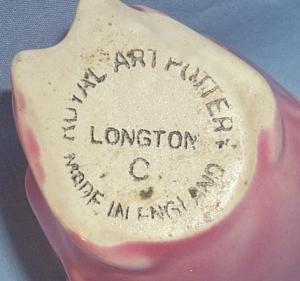 ROYAL ART POTTERY
LONGTON
C
MADE IN ENGLAND